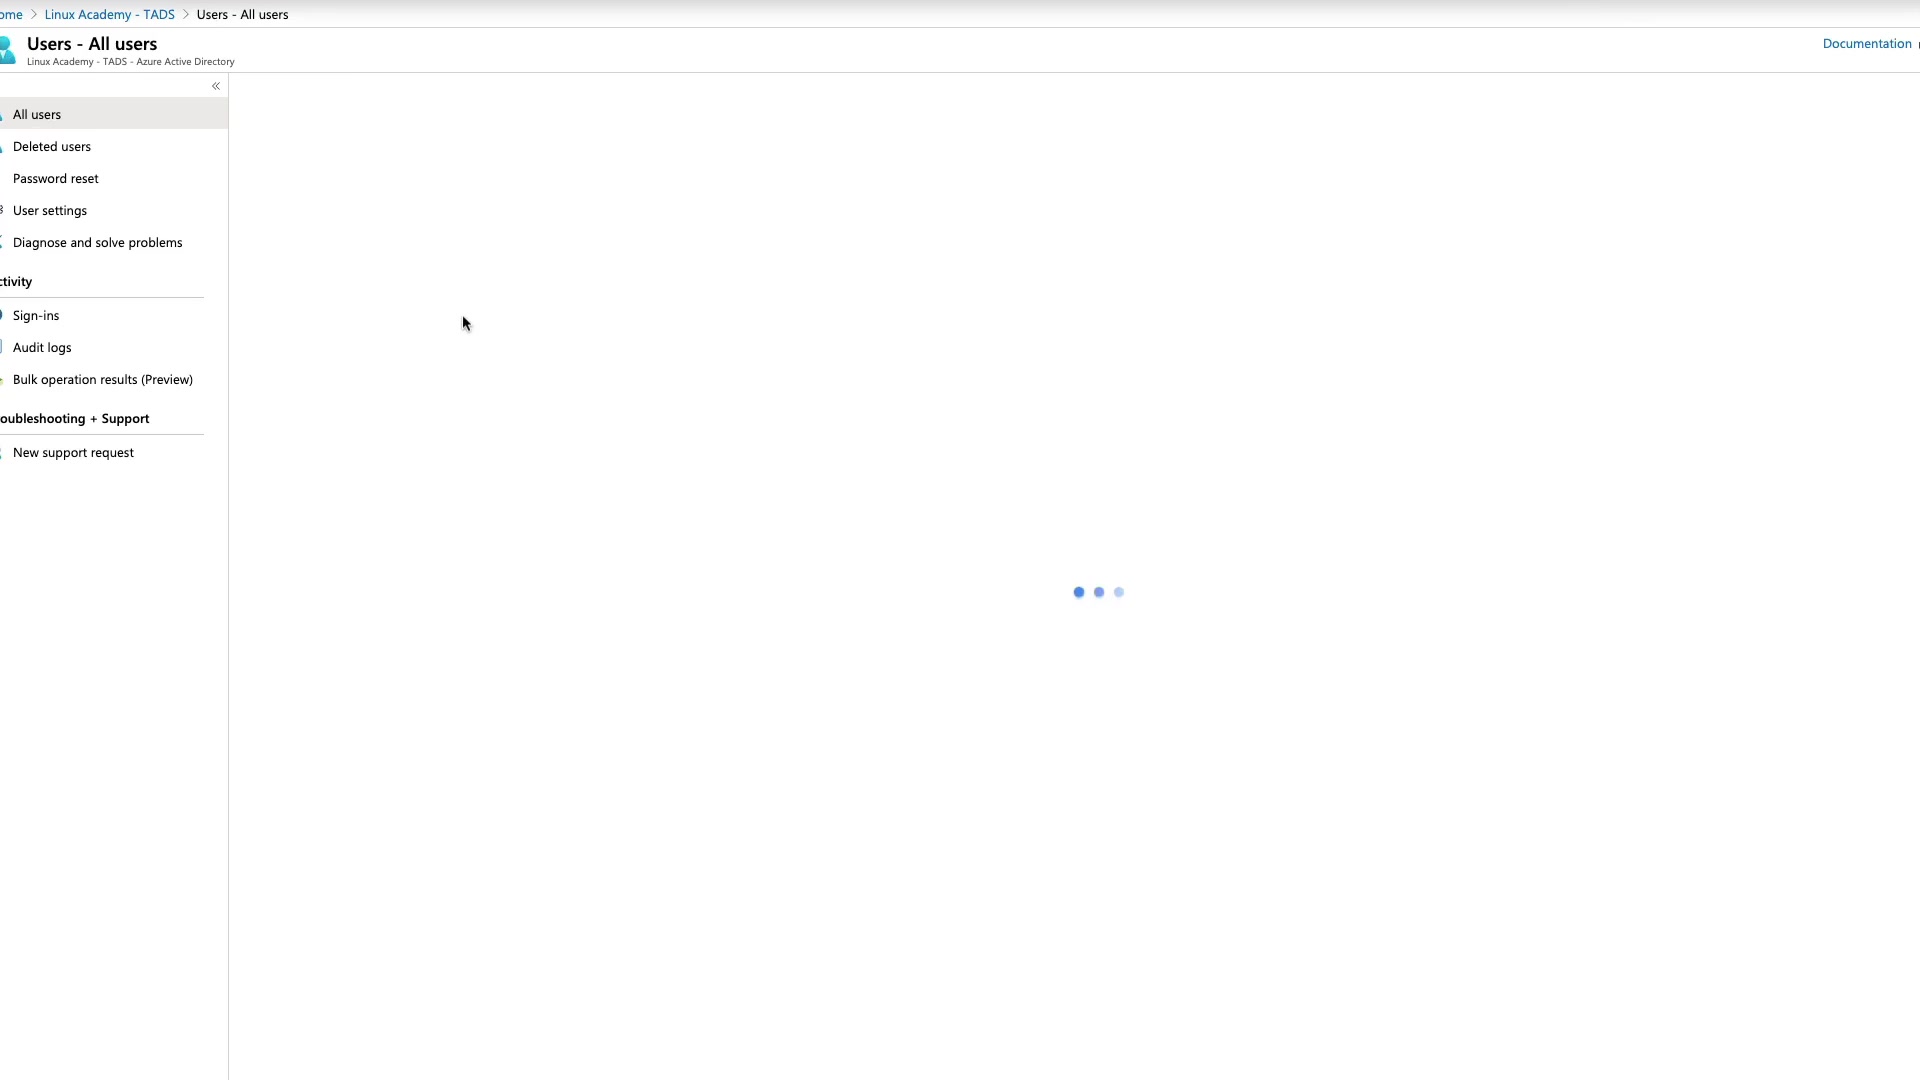 ome > Linux Academy - TADS > Users - All users
Users - All users
Linux Academy - TADS - Azure Active Directory
Documentation
«
All users
Deleted users
Password reset
User settings
Diagnose and solve problems
ctivity
Sign-ins
Audit logs
Bulk operation results (Preview)
oubleshooting + Support
New support request